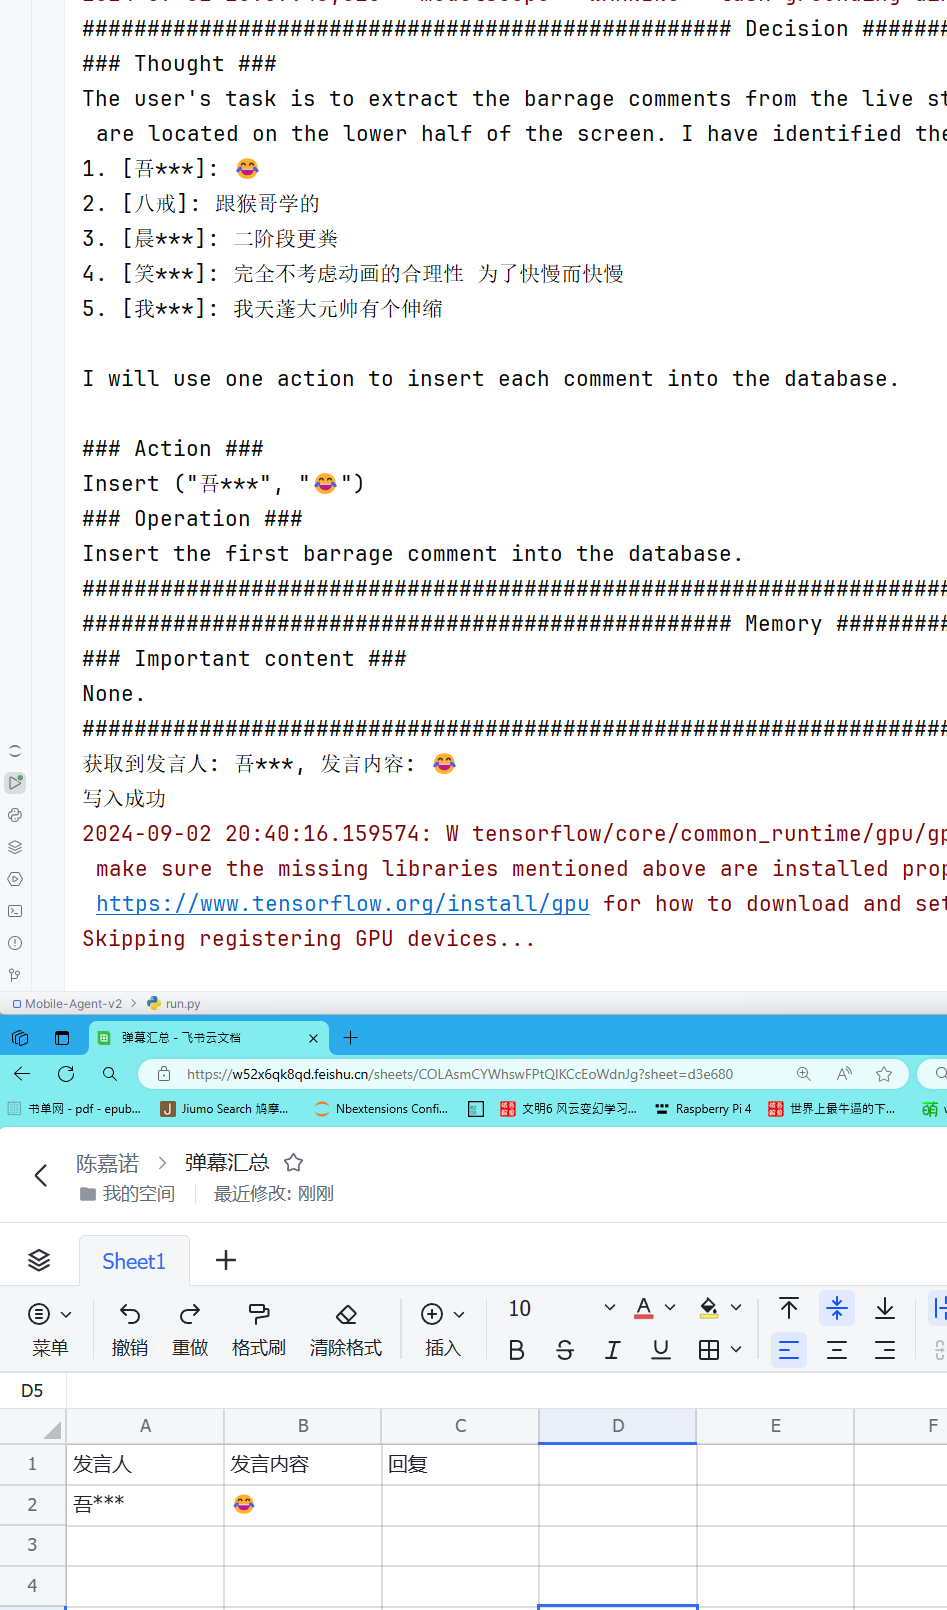 ################################################## Decision #######
### Thought ###
The user's task is to extract the barrage comments from the live st
are located on the lower half of the screen. I have identified the
1. [吾***]: 😂
2. [八戒]: 跟猴哥学的
3. [晨***]: 二阶段更粪
4. [笑***]: 完全不考虑动画的合理性 为了快慢而快慢
5. [我***]: 我天蓬大元帅有个伸缩
I will use one action to insert each comment into the database.
### Action ###
Insert ("吾***", "😂")
### Operation ###
Insert the first barrage comment into the database.
###################################################################
################################################## Memory #########
### Important content ###
None.
###################################################################
获取到发言人: 吾***, 发言内容: 😂
写入成功
2024-09-02 20:40:16.159574: W tensorflow/core/common_runtime/gpu/gp
make sure the missing libraries mentioned above are installed prop
https://www.tensorflow.org/install/gpu for how to download and set
Skipping registering GPU devices...
Mobile-Agent-v2 > run.py
弹幕汇总 - 飞书云文档
https://w52x6qk8qd.feishu.cn/sheets/COLAsmCYWhswFPtQIKCcEoWdnJg?sheet=d3e680
书单网 - pdf - epub... Jiumo Search 鸠摩... Nbextensions Confi... 文明6 风云变幻学习... Raspberry Pi 4 世界上最牛逼的下... 萌
陈嘉诺 > 弹幕汇总
我的空间 最近修改: 刚刚
Sheet1
10 A
菜单 撤销 重做 格式刷 清除格式 插入 B S I U
D5
A B C D E F
1 发言人 发言内容 回复
2 吾*** 😂
3
4